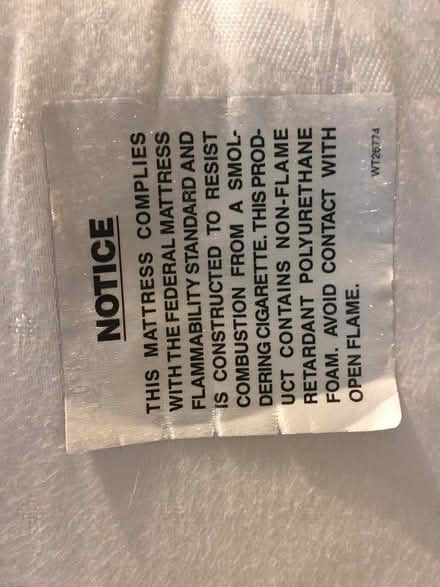 NOTICE
THIS MATTRESS COMPLIES
WITH THE FEDERAL MATTRESS
FLAMMABILITY STANDARD AND
IS CONSTRUCTED TO RESIST
COMBUSTION FROM A SMOL-
DERING CIGARETTE. THIS PROD-
UCT CONTAINS NON-FLAME
RETARDANT POLYURETHANE
FOAM. AVOID CONTACT WITH
OPEN FLAME.
WT26774